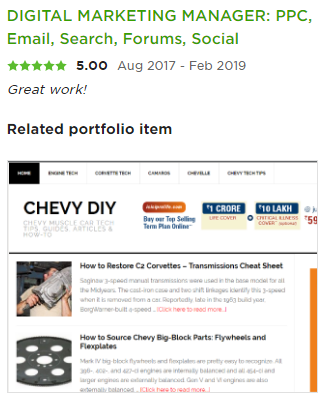 DIGITAL MARKETING MANAGER: PPC,
Email, Search, Forums, Social
5.00 Aug 2017 - Feb 2019
Great work!
Related portfolio item
HOME ENGINE TECH CORVETTE TECH CAMAROS CHEVELLE CHEVY TECH TIPS
CHEVY DIY
CHEVY MUSCLE CAR TECH
TIPS, GUIDES, ARTICLES &
HOW-TO
Buy our Top Selling
Term Plan Online
₹1 CRORE
LIFE COVER
+
₹10 LAKH
CRITICAL ILLNESS
COVER
₹59
How to Restore C2 Corvettes – Transmissions Cheat Sheet
Saginaw 3-speed manual transmissions were used in the base model for all
the Midyears. The cast-iron case and two shift linkages identify this 3-speed
when it is removed from a car. Reportedly, late in the 1963 build year,
BorgWarner-built a-speed ... [Click here to read more..]
How to Source Chevy Big-Block Parts: Flywheels and
Flexplates
Mark IV big-block flywheels and flexplates are pretty easy to recognize. All
396-, 402-, and 427-ci engines are internally balanced and all 454-ci and
larger engines are externally balanced. Gen V and VI engines are also
externally balanced ... [Click here to read more..]